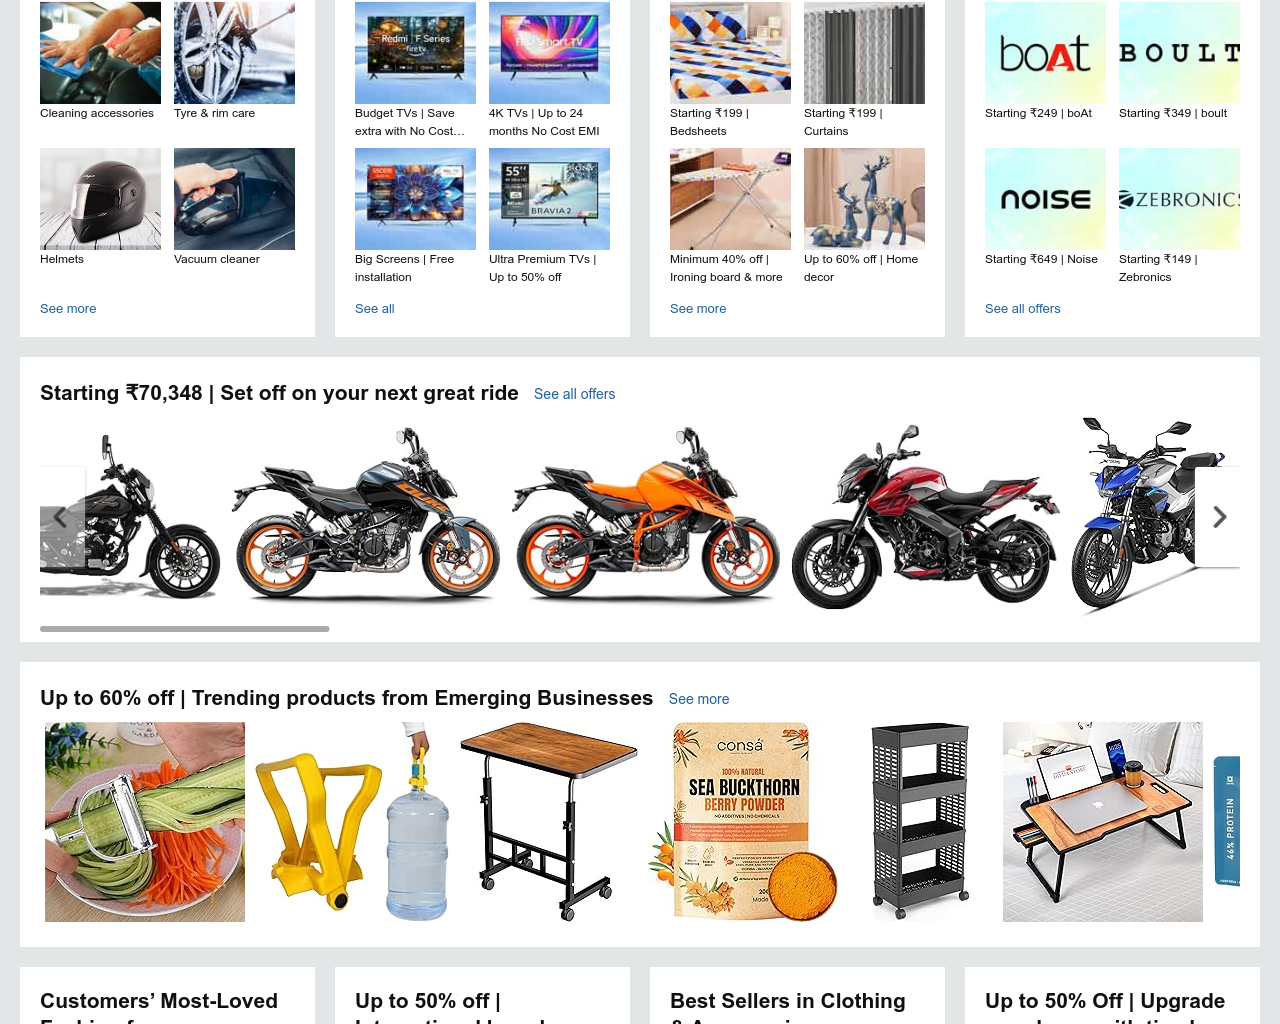 Redmi | F Series
fire tv
Smart TV
boAt
BOULT
Cleaning accessories
Tyre & rim care
Budget TVs | Save
extra with No Cost…
4K TVs | Up to 24
months No Cost EMI
Starting ₹199 |
Bedsheets
Starting ₹199 |
Curtains
Starting ₹249 | boAt
Starting ₹349 | boult
55"
SONY
BRAVIA 2
NOISE
ZEBRONICS
Helmets
Vacuum cleaner
Big Screens | Free
installation
Ultra Premium TVs |
Up to 50% off
Minimum 40% off |
Ironing board & more
Up to 60% off | Home
decor
Starting ₹649 | Noise
Starting ₹149 |
Zebronics
See more
See all
See more
See all offers
Starting ₹70,348 | Set off on your next great ride
See all offers
Up to 60% off | Trending products from Emerging Businesses
See more
consá
100% NATURAL
SEA BUCKTHORN
BERRY POWDER
NO ADDITIVES | NO CHEMICALS
46% PROTEIN
Customers’ Most-Loved
Up to 50% off |
Best Sellers in Clothing
Up to 50% Off | Upgrade